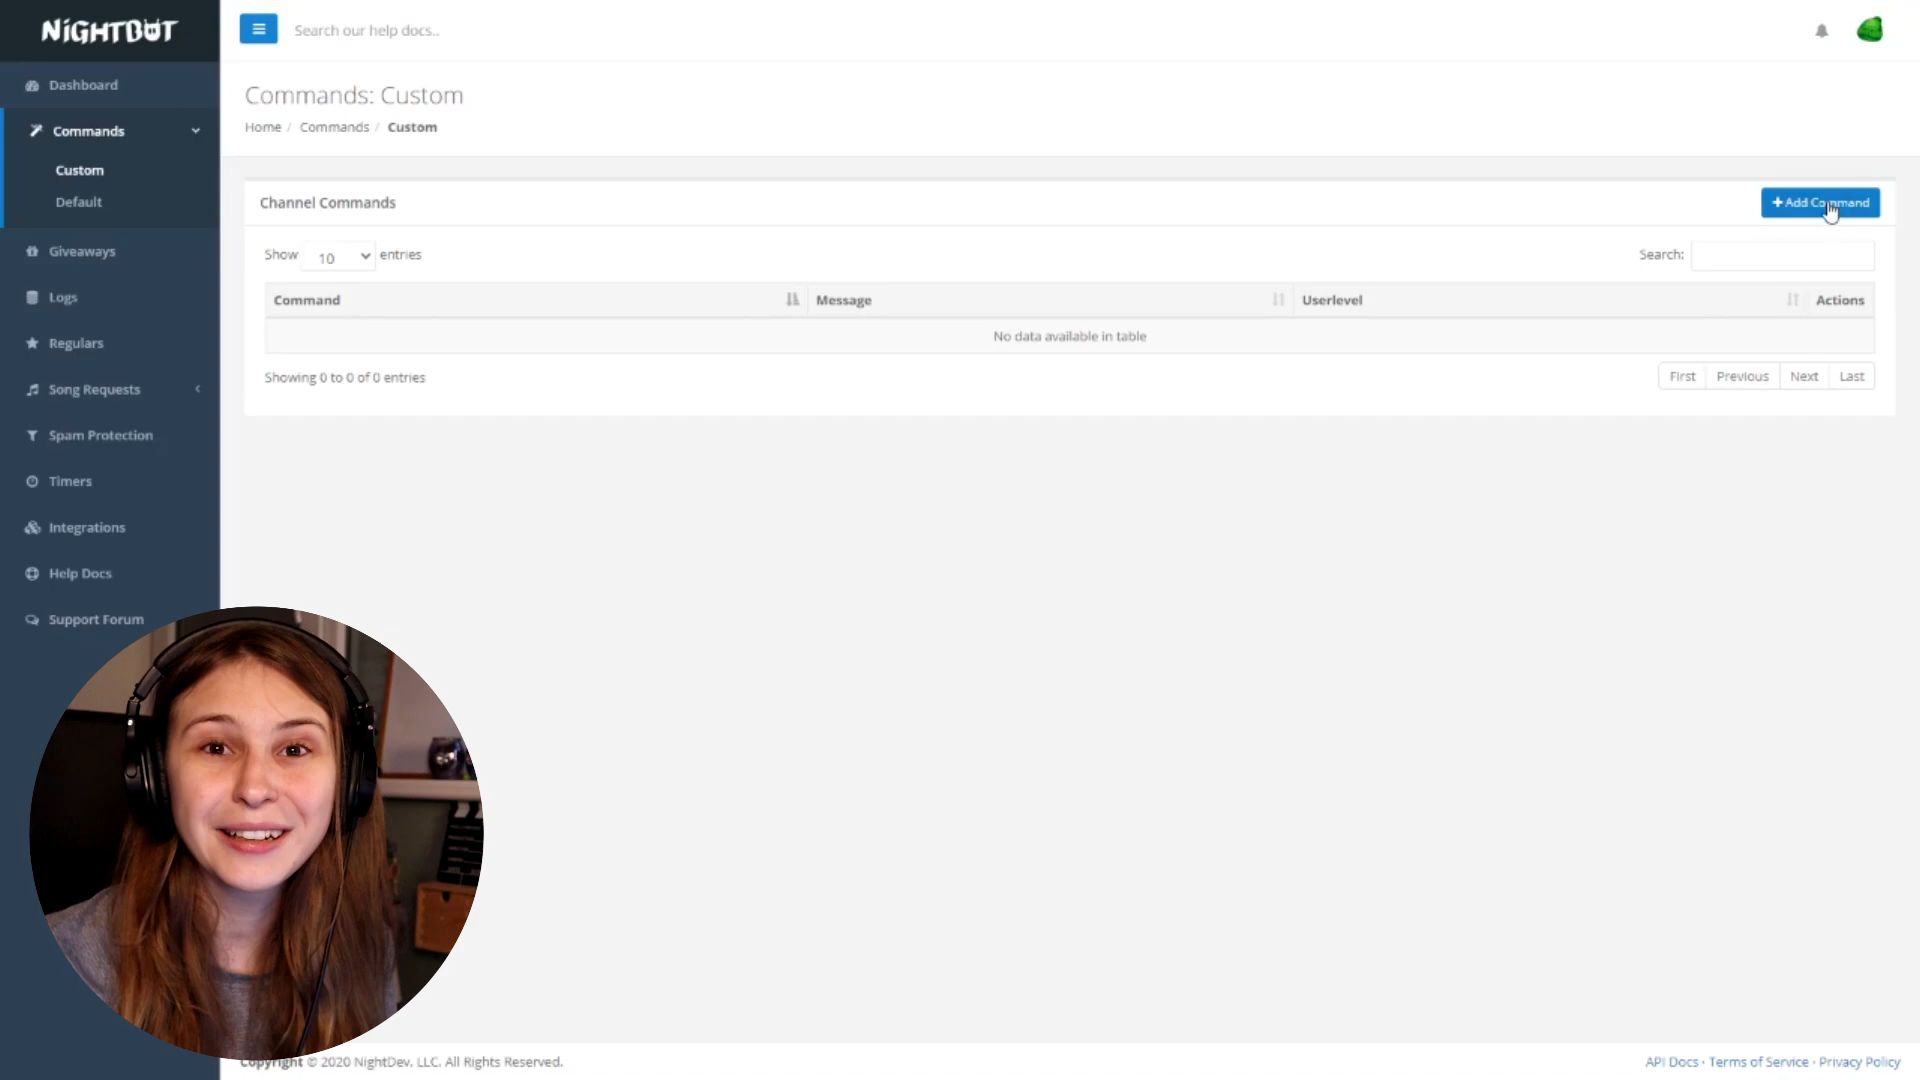 NIGHTBOT
Search our help docs..
Dashboard
Commands
Custom
Default
Giveaways
Logs
Regulars
Song Requests
Spam Protection
Timers
Integrations
Help Docs
Support Forum
Commands: Custom
Home / Commands / Custom
Channel Commands
+ Add Command
Show 10 entries
Search:
Command Message Userlevel Actions
No data available in table
Showing 0 to 0 of 0 entries
First Previous Next Last
Copyright © 2020 NightDev, LLC. All Rights Reserved.
API Docs · Terms of Service · Privacy Policy